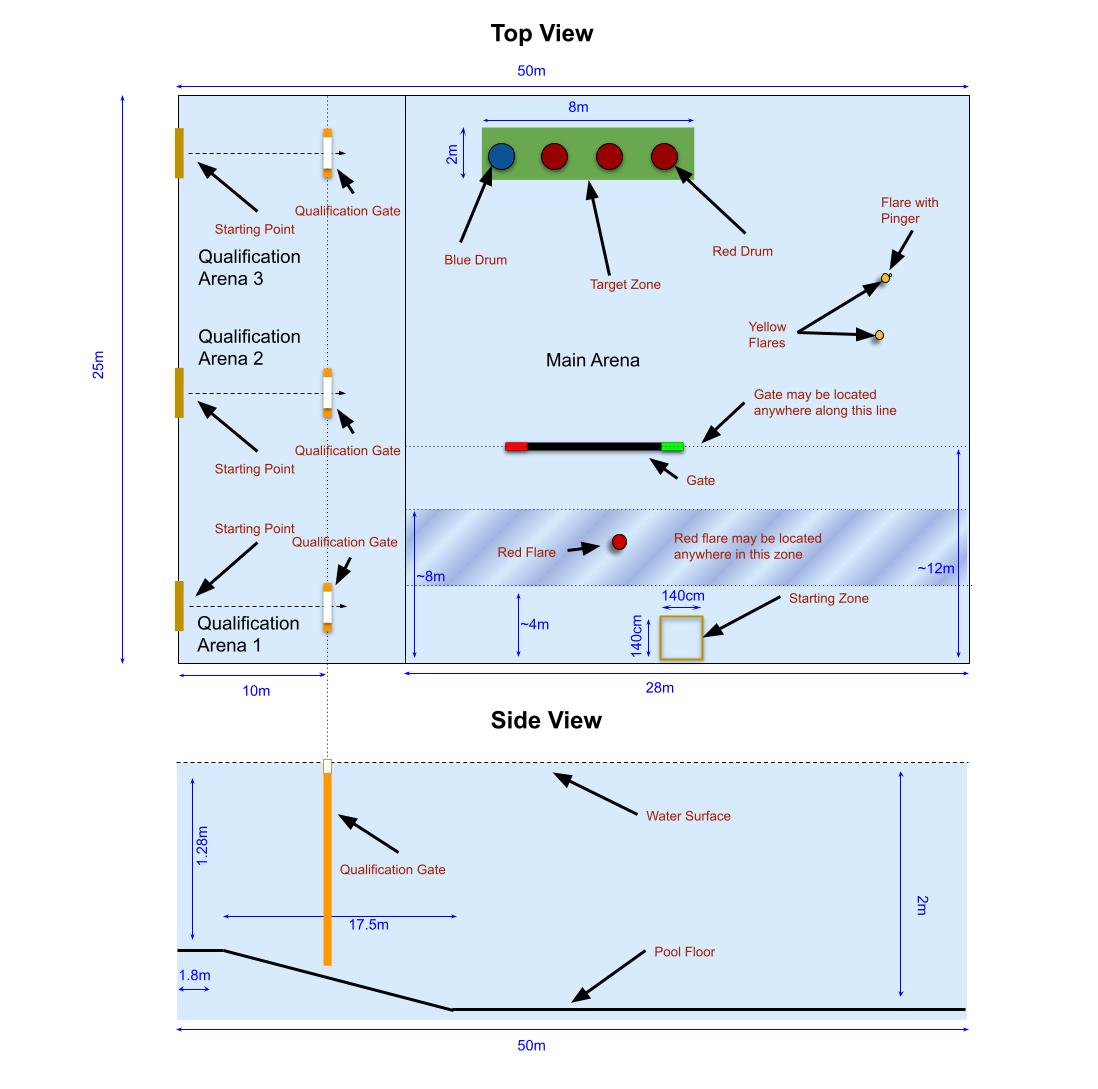 Top View
50m
8m
2m
Flare with
Pinger
Qualification Gate
Starting Point
Blue Drum
Red Drum
Qualification
Arena 3
Target Zone
Yellow
Flares
Qualification
Arena 2
25m
Main Arena
Gate may be located
anywhere along this line
Qualification Gate
Starting Point
Gate
Starting Point
Qualification Gate
Red Flare
Red flare may be located
anywhere in this zone
~8m
~12m
140cm
Starting Zone
~4m
140cm
Qualification
Arena 1
10m
28m
Side View
Water Surface
1.28m
Qualification Gate
2m
17.5m
Pool Floor
1.8m
50m